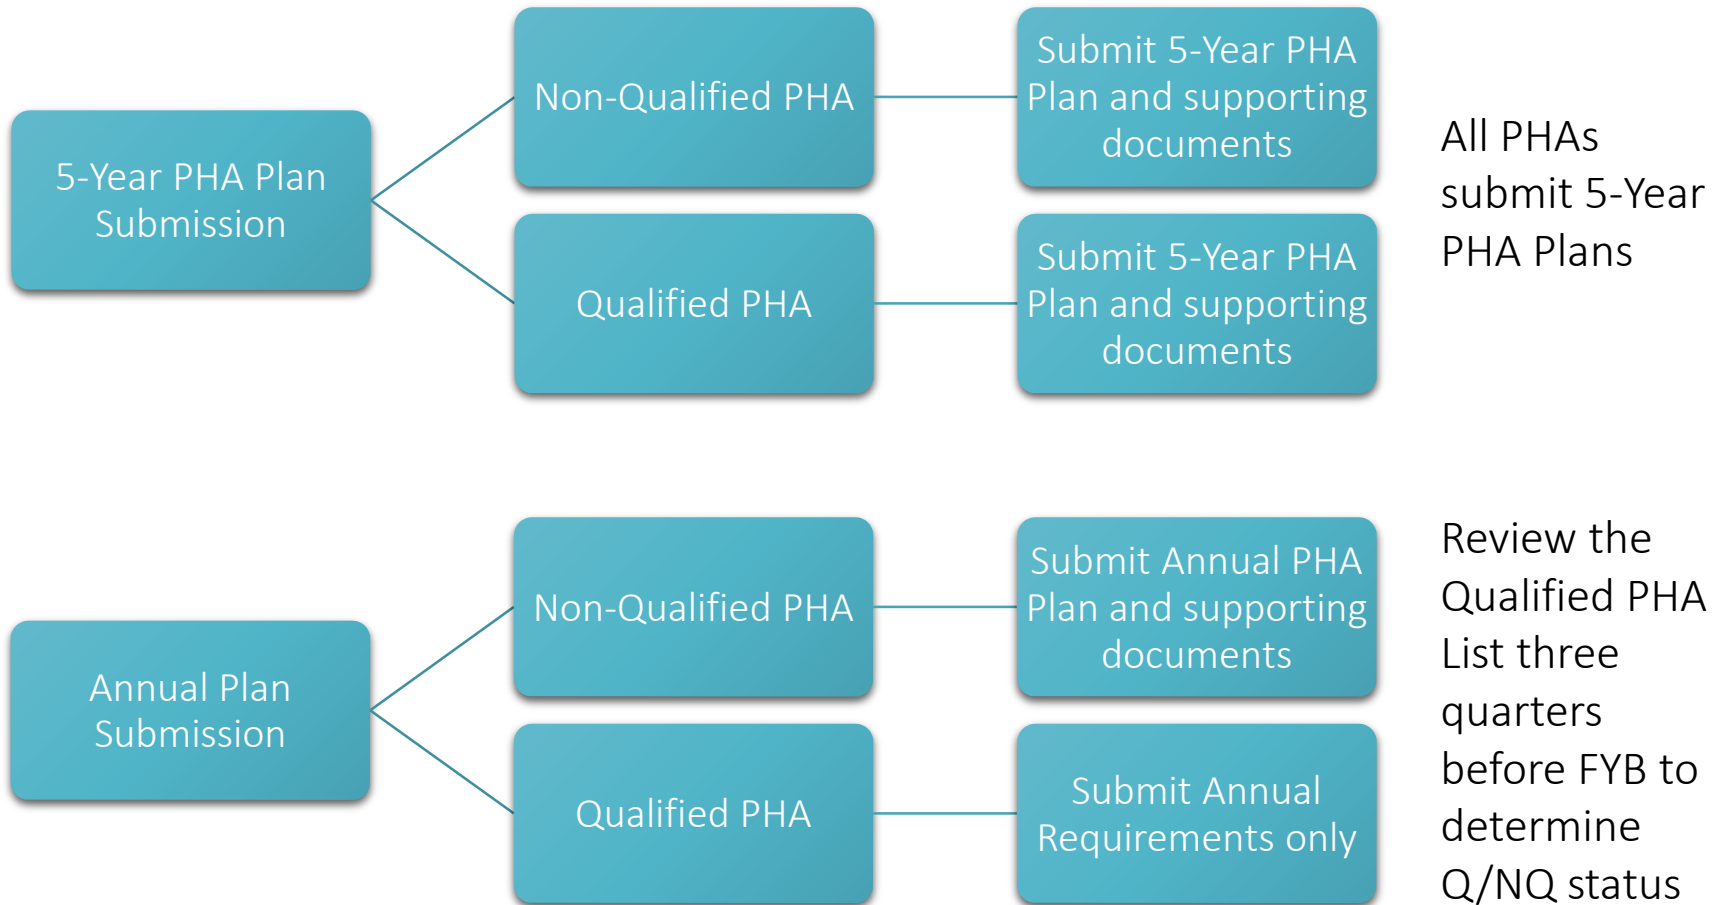 5-Year PHA Plan
Submission
Non-Qualified PHA
Submit 5-Year PHA
Plan and supporting
documents
Qualified PHA
Submit 5-Year PHA
Plan and supporting
documents
All PHAs
submit 5-Year
PHA Plans
Annual Plan
Submission
Non-Qualified PHA
Submit Annual PHA
Plan and supporting
documents
Qualified PHA
Submit Annual
Requirements only
Review the
Qualified PHA
List three
quarters
before FYB to
determine
Q/NQ status